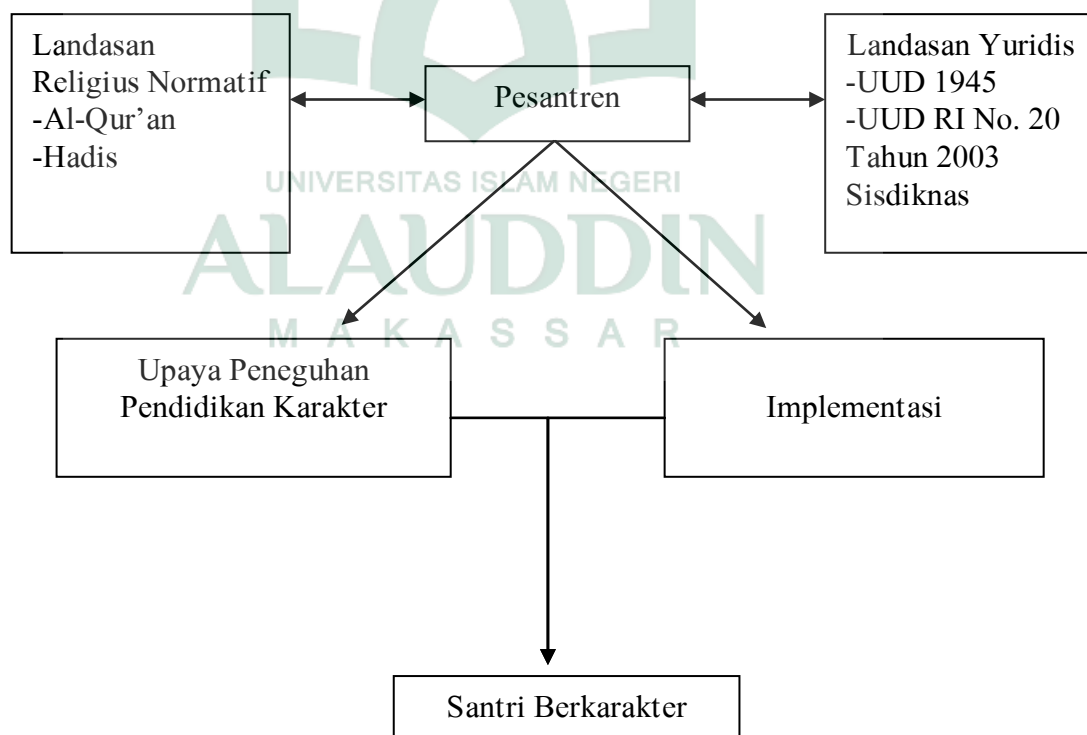 Landasan
Religius Normatif
-Al-Qur’an
-Hadis
Pesantren
Landasan Yuridis
-UUD 1945
-UUD RI No. 20
Tahun 2003
Sisdiknas
UNIVERSITAS ISLAM NEGERI
ALAUDDIN
MAKASSAR
Upaya Peneguhan
Pendidikan Karakter
Implementasi
Santri Berkarakter